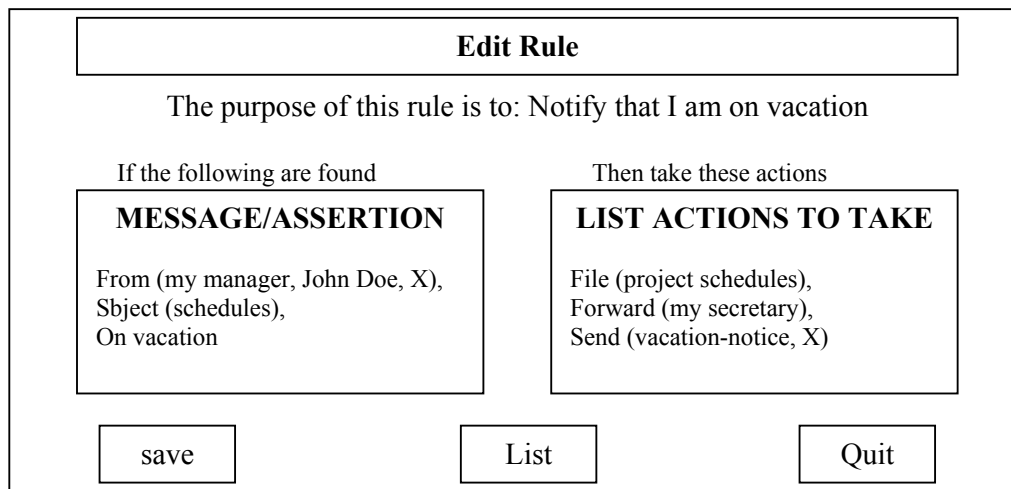 Edit Rule
The purpose of this rule is to: Notify that I am on vacation
If the following are found
MESSAGE/ASSERTION
From (my manager, John Doe, X),
Sbject (schedules),
On vacation
Then take these actions
LIST ACTIONS TO TAKE
File (project schedules),
Forward (my secretary),
Send (vacation-notice, X)
save
List
Quit